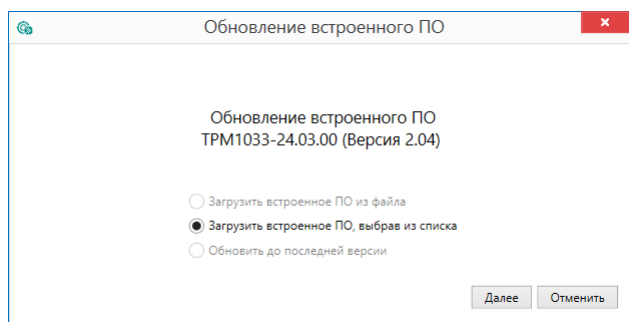 Обновление встроенного ПО
Обновление встроенного ПО
ТРМ1033-24.03.00 (Версия 2.04)
Загрузить встроенное ПО из файла
Загрузить встроенное ПО, выбрав из списка
Обновить до последней версии
Далее Отменить